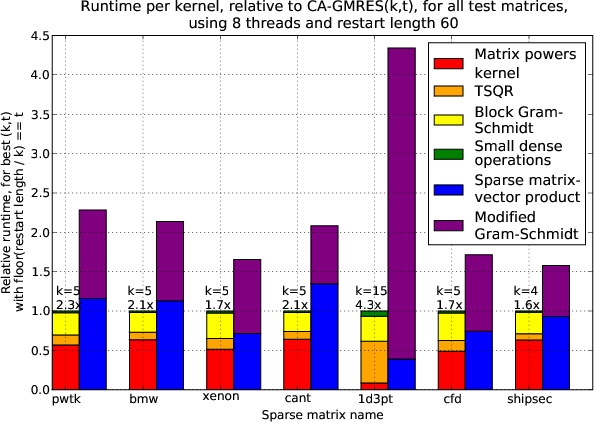 Runtime per kernel, relative to CA-GMRES(k,t), for all test matrices,
using 8 threads and restart length 60
Relative runtime, for best (k,t)
with floor(restart length / k) == t
4.5
4.0
3.5
3.0
2.5
2.0
1.5
1.0
0.5
0.0
Matrix powers
kernel
TSQR
Block Gram-
Schmidt
Small dense
operations
Sparse matrix-
vector product
Modified
Gram-Schmidt
k=5
2.3x
k=5
2.1x
k=5
1.7x
k=5
2.1x
k=15
4.3x
k=5
1.7x
k=4
1.6x
pwtk
bmw
xenon
cant
1d3pt
cfd
shipsec
Sparse matrix name